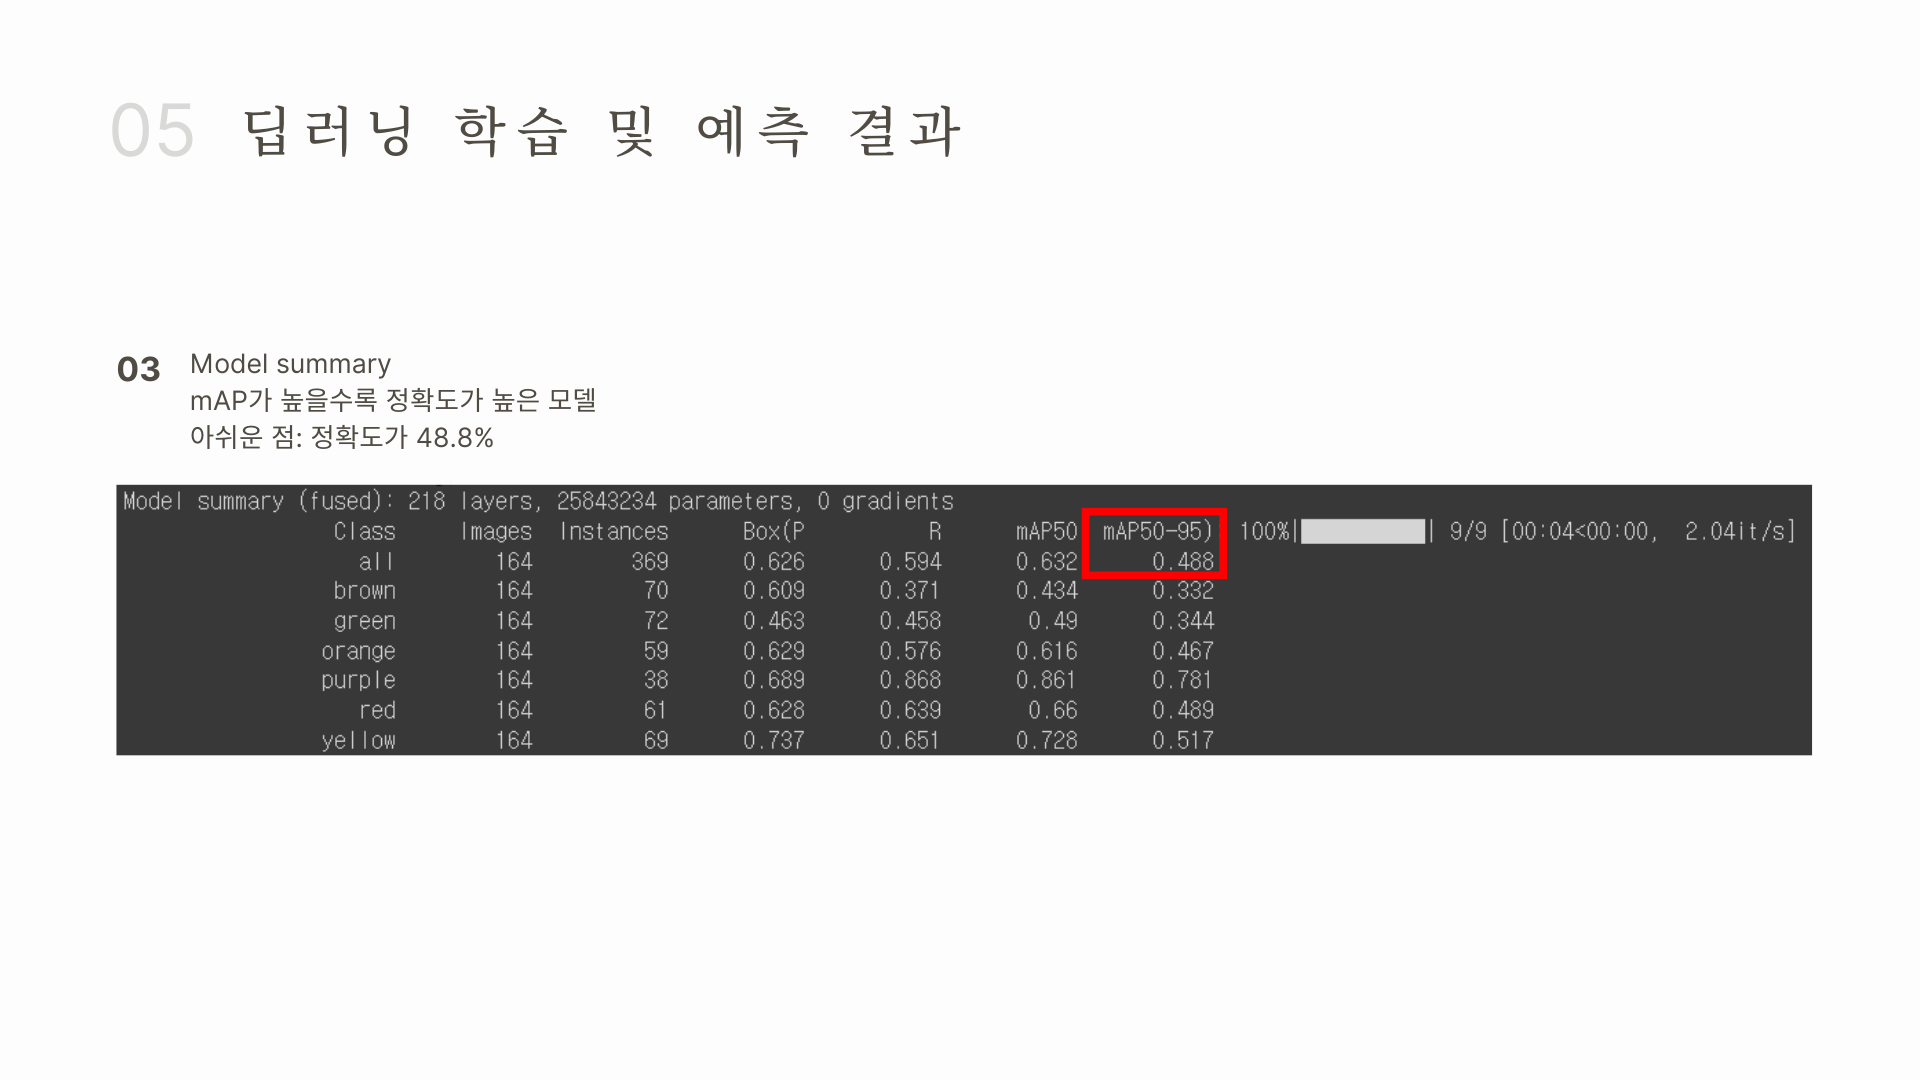 05 딥러닝 학습 및 예측 결과
03 Model summary
mAP가 높을수록 정확도가 높은 모델
아쉬운 점: 정확도가 48.8%
Model summary (fused): 218 layers, 25843234 parameters, 0 gradients
Class Images Instances Box(P R mAP50 mAP50-95) 100%| | 9/9 [00:04<00:00, 2.04it/s]
all 164 369 0.626 0.594 0.632 0.488
brown 164 70 0.609 0.371 0.434 0.332
green 164 72 0.463 0.458 0.49 0.344
orange 164 59 0.629 0.576 0.616 0.467
purple 164 38 0.689 0.868 0.861 0.781
red 164 61 0.628 0.639 0.66 0.489
yellow 164 69 0.737 0.651 0.728 0.517